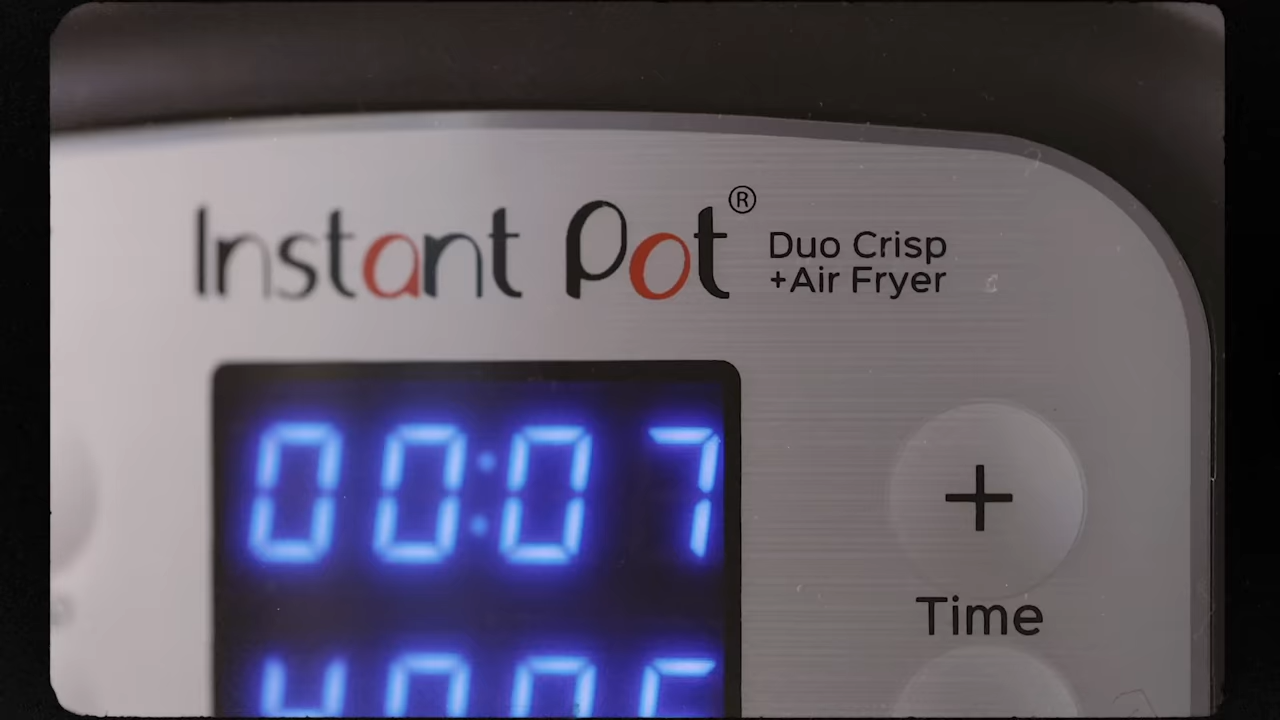 Instant Pot®
Duo Crisp
+Air Fryer
00:07
+
Time